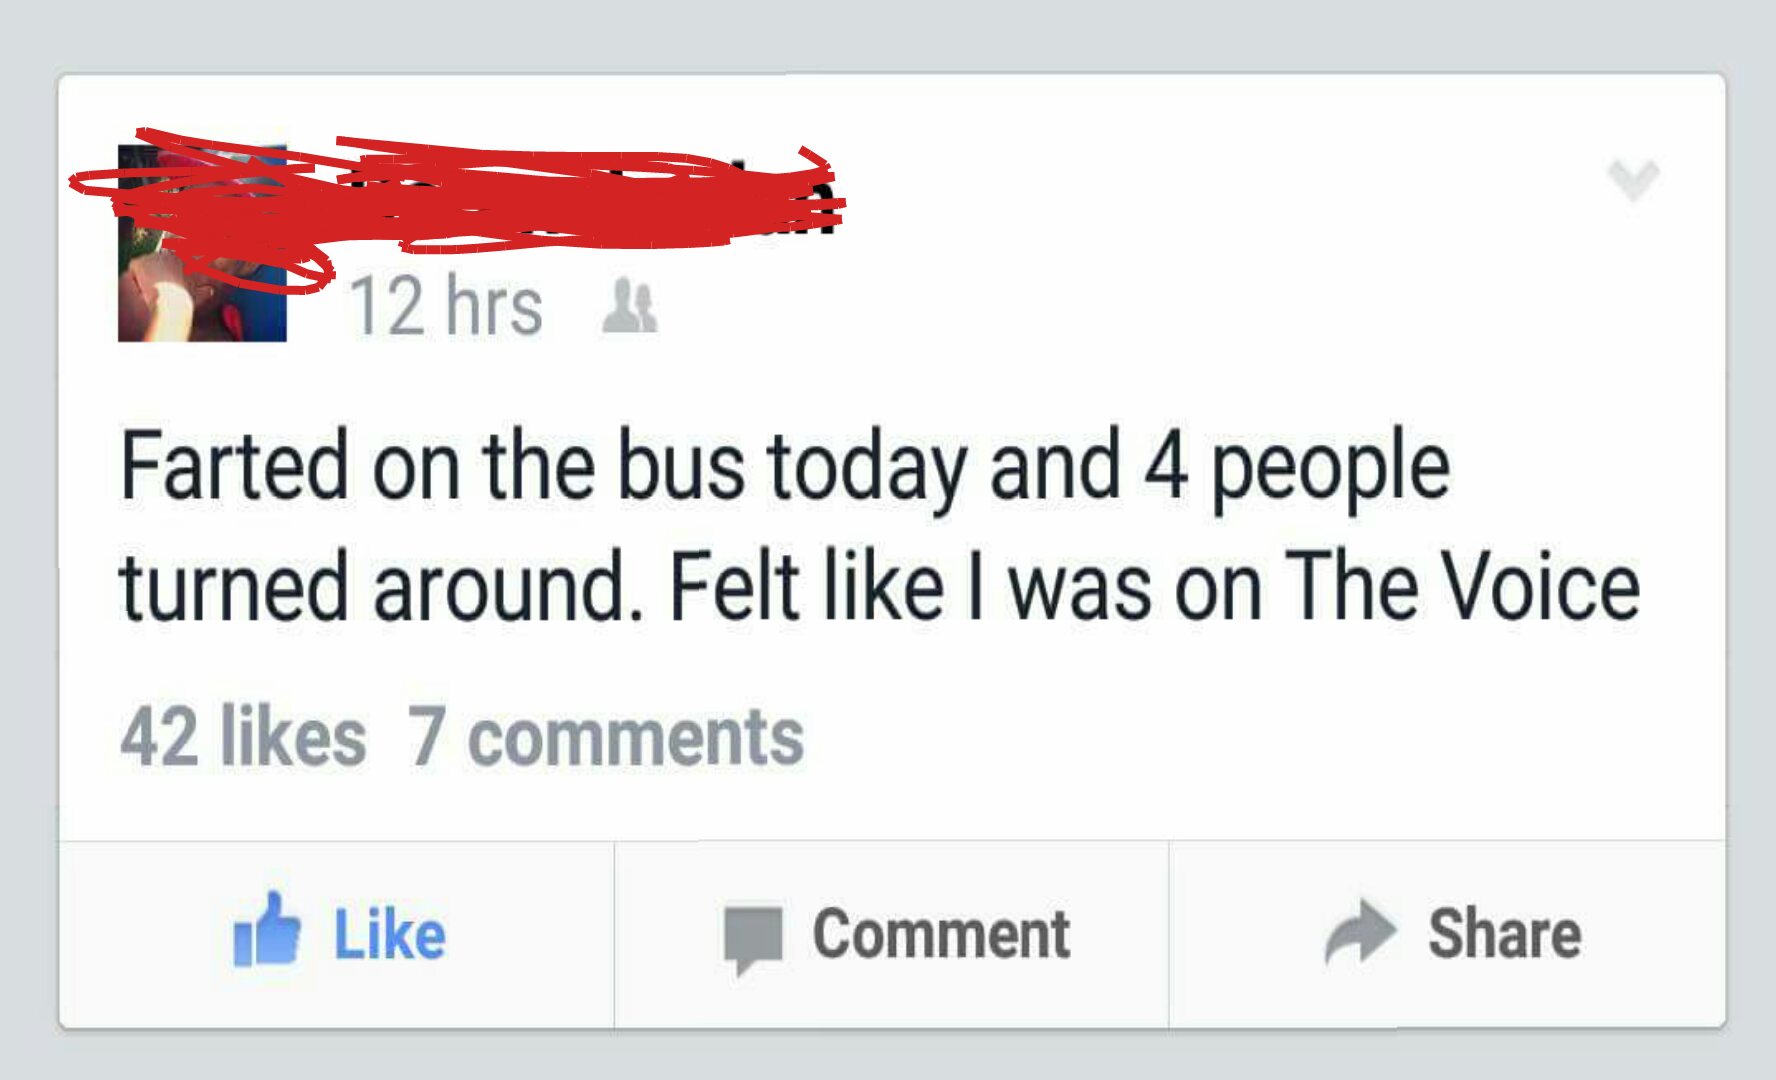 12 hrs
Farted on the bus today and 4 people
turned around. Felt like I was on The Voice
42 likes 7 comments
Like Comment Share